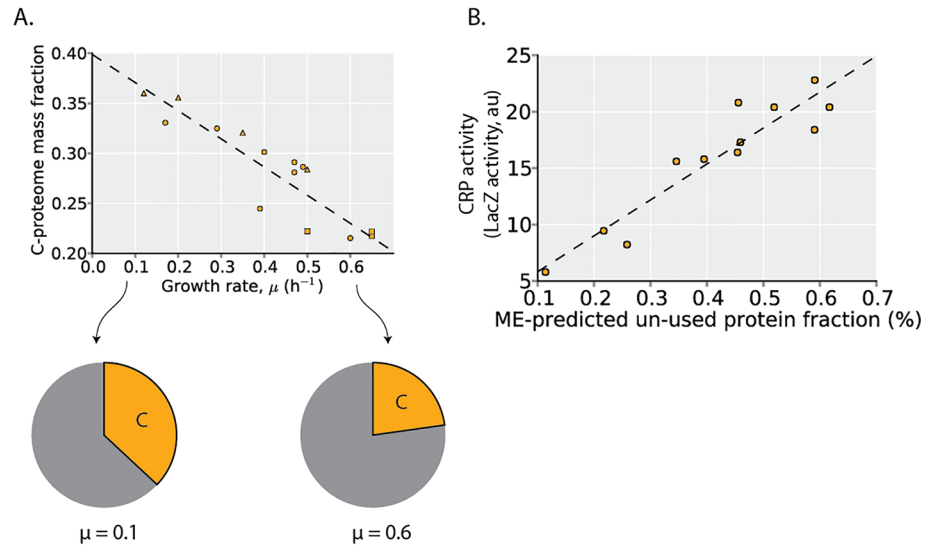 A.
C-proteome mass fraction
0.40
0.35
0.30
0.25
0.20
0.0 0.1 0.2 0.3 0.4 0.5 0.6
Growth rate, μ (h⁻¹)
C
μ = 0.1
C
μ = 0.6
B.
CRP activity
(LacZ activity, au)
25
20
15
10
5
0.1 0.2 0.3 0.4 0.5 0.6 0.7
ME-predicted un-used protein fraction (%)